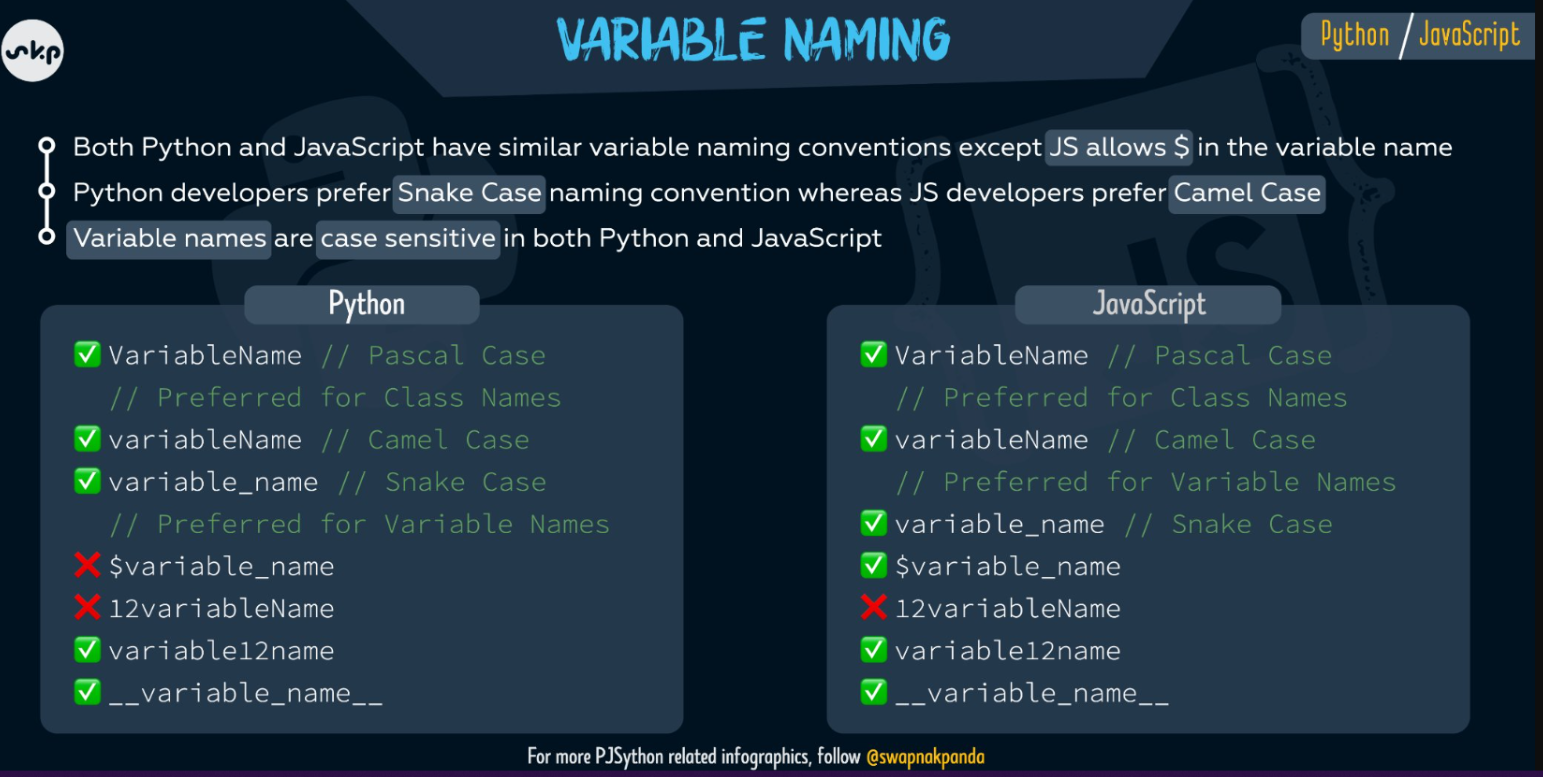 skp
VARIABLE NAMING
Python / JavaScript
Both Python and JavaScript have similar variable naming conventions except JS allows $ in the variable name
Python developers prefer Snake Case naming convention whereas JS developers prefer Camel Case
Variable names are case sensitive in both Python and JavaScript
JS
Python
✅ VariableName // Pascal Case
// Preferred for Class Names
✅ variableName // Camel Case
✅ variable_name // Snake Case
// Preferred for Variable Names
❌ $variable_name
❌ 12variableName
✅ variable12name
✅ __variable_name__
JavaScript
✅ VariableName // Pascal Case
// Preferred for Class Names
✅ variableName // Camel Case
// Preferred for Variable Names
✅ variable_name // Snake Case
✅ $variable_name
❌ 12variableName
✅ variable12name
✅ __variable_name__
For more PJSython related infographics, follow @swapnakpanda